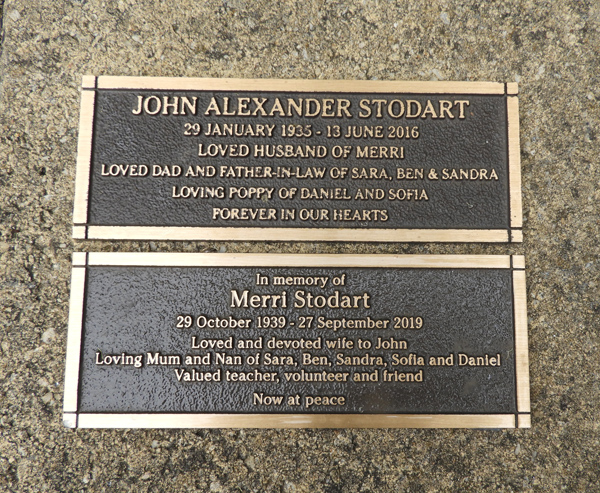 JOHN ALEXANDER STODART
29 JANUARY 1935 - 13 JUNE 2016
LOVED HUSBAND OF MERRI
LOVED DAD AND FATHER-IN-LAW OF SARA, BEN & SANDRA
LOVING POPPY OF DANIEL AND SOFIA
FOREVER IN OUR HEARTS
In memory of
Merri Stodart
29 October 1939 - 27 September 2019
Loved and devoted wife to John
Loving Mum and Nan of Sara, Ben, Sandra, Sofia and Daniel
Valued teacher, volunteer and friend
Now at peace